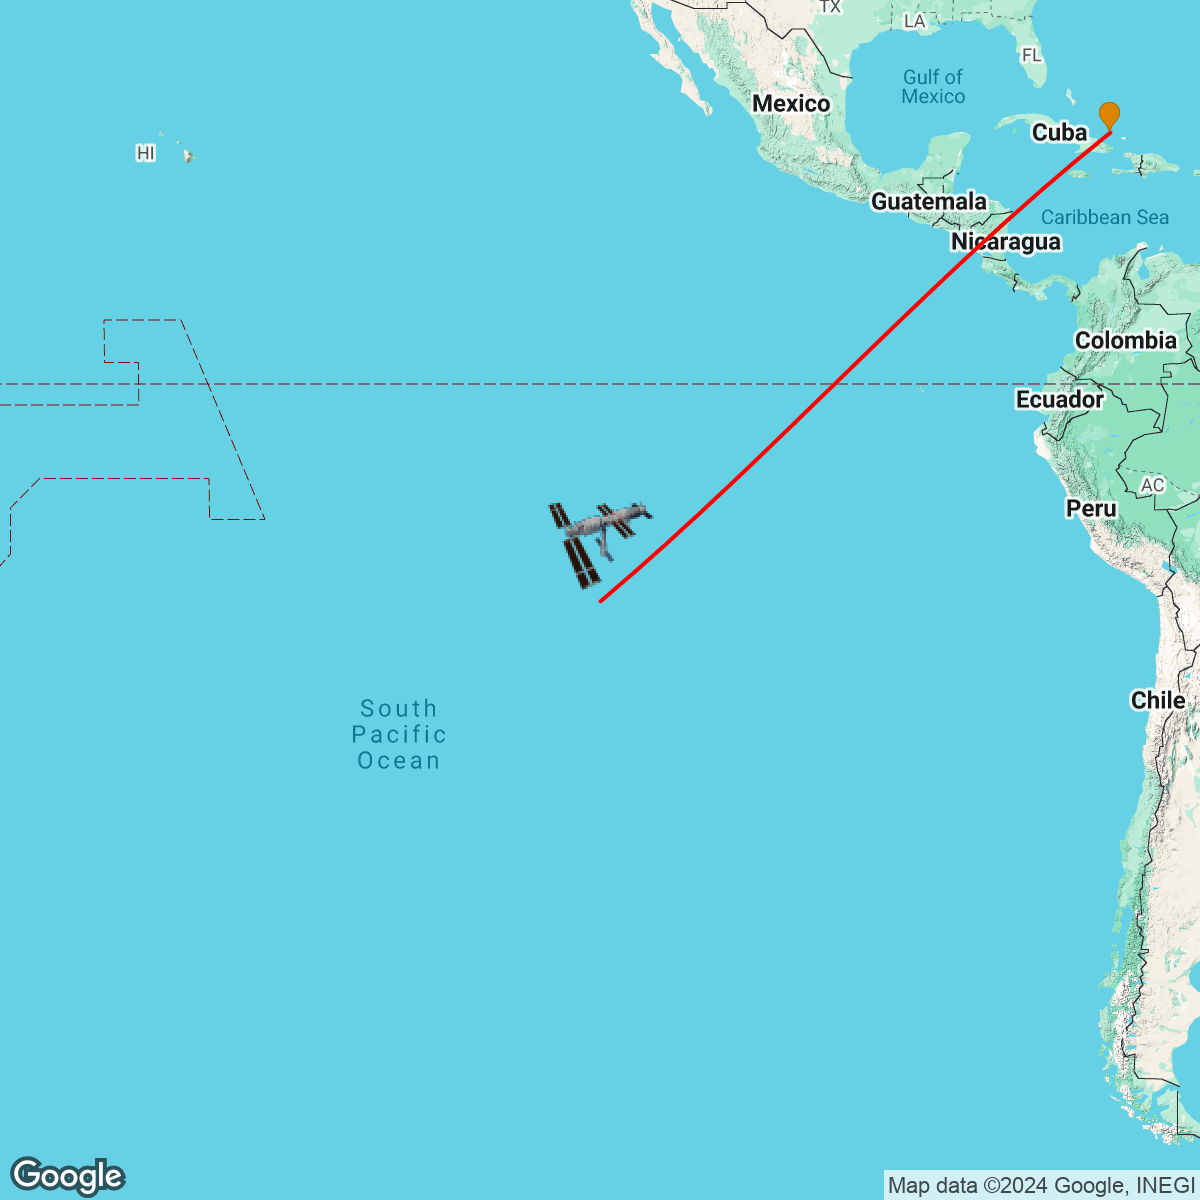 TX
LA
FL
Gulf of
Mexico
Mexico
Cuba
HI
Guatemala
Caribbean Sea
Nicaragua
Colombia
Ecuador
AC
Peru
South
Pacific
Ocean
Chile
Google
Map data ©2024 Google, INEGI